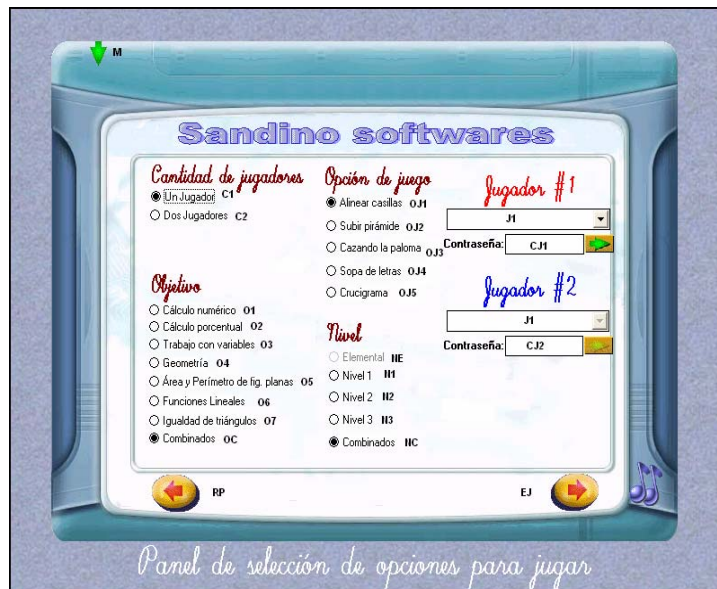 M
Sandino softwares
Cantidad de jugadores
Un Jugador C1
Dos Jugadores C2
Objetivo
Cálculo numérico O1
Cálculo porcentual O2
Trabajo con variables O3
Geometría O4
Área y Perímetro de fig. planas O5
Funciones Lineales O6
Igualdad de triángulos O7
Combinados OC
Opción de juego
Alinear casillas OJ1
Subir pirámide OJ2
Cazando la paloma OJ3
Sopa de letras OJ4
Crucigrama OJ5
Nivel
Elemental NE
Nivel 1 N1
Nivel 2 N2
Nivel 3 N3
Combinados NC
Jugador #1
J1
Contraseña: CJ1
Jugador #2
J1
Contraseña: CJ2
RP
EJ
Panel de selección de opciones para jugar